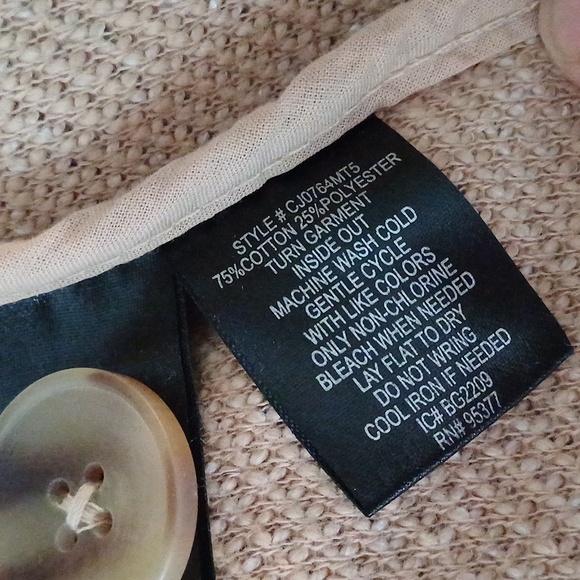 STYLE # CJ0764MT5
75%COTTON 25%POLYESTER
TURN GARMENT
INSIDE OUT
MACHINE WASH COLD
GENTLE CYCLE
WITH LIKE COLORS
ONLY NON-CHLORINE
BLEACH WHEN NEEDED
LAY FLAT TO DRY
DO NOT WRING
COOL IRON IF NEEDED
IC# BG2209
RN# 95377